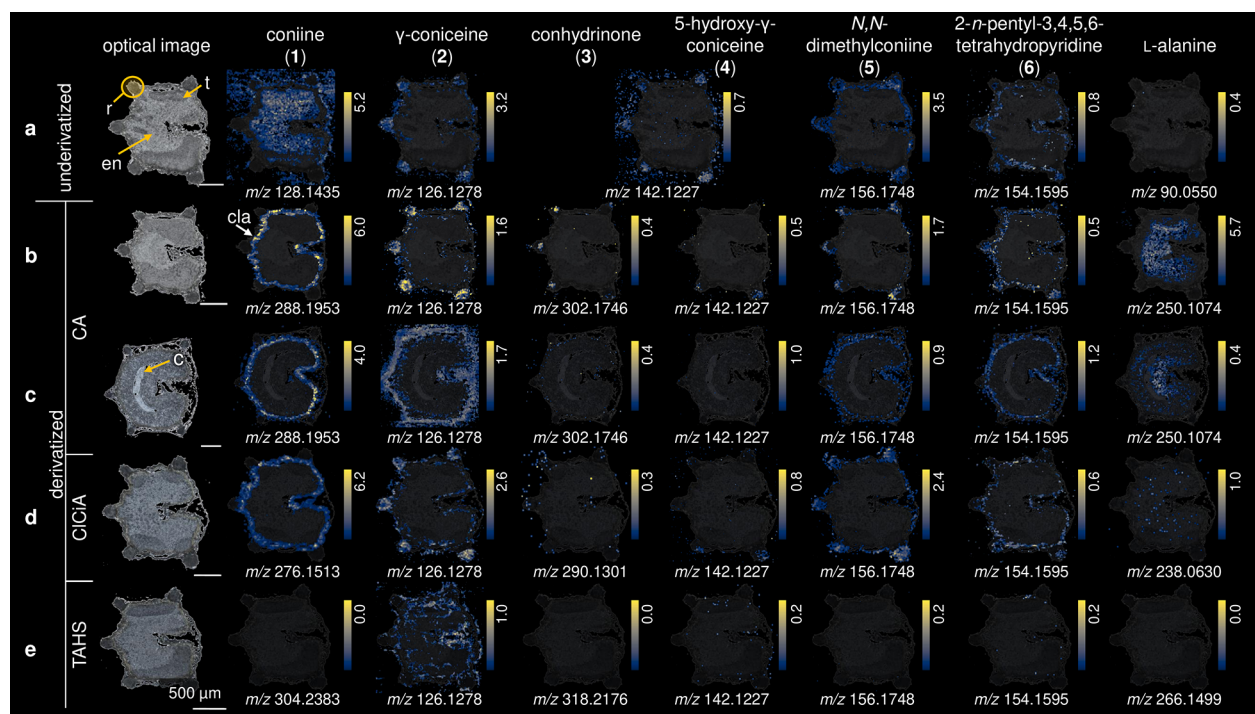 optical image
coniine
(1)
γ-coniceine
(2)
conhydrinone
(3)
5-hydroxy-γ-
coniceine
(4)
N,N-
dimethylconiine
(5)
2-n-pentyl-3,4,5,6-
tetrahydropyridine
(6)
L-alanine
a
underivatized
r
t
en
5.2
3.2
0.7
3.5
0.8
0.4
m/z 128.1435
m/z 126.1278
m/z 142.1227
m/z 156.1748
m/z 154.1595
m/z 90.0550
derivatized
b
CA
cla
6.0
1.6
0.4
0.5
1.7
0.5
5.7
m/z 288.1953
m/z 126.1278
m/z 302.1746
m/z 142.1227
m/z 156.1748
m/z 154.1595
m/z 250.1074
c
c
4.0
1.7
0.4
1.0
0.9
1.2
0.4
m/z 288.1953
m/z 126.1278
m/z 302.1746
m/z 142.1227
m/z 156.1748
m/z 154.1595
m/z 250.1074
d
ClCiA
6.2
2.6
0.3
0.8
2.4
0.6
1.0
m/z 276.1513
m/z 126.1278
m/z 290.1301
m/z 142.1227
m/z 156.1748
m/z 154.1595
m/z 238.0630
e
TAHS
500 µm
0.0
1.0
0.0
0.2
0.2
0.2
0.0
m/z 304.2383
m/z 126.1278
m/z 318.2176
m/z 142.1227
m/z 156.1748
m/z 154.1595
m/z 266.1499